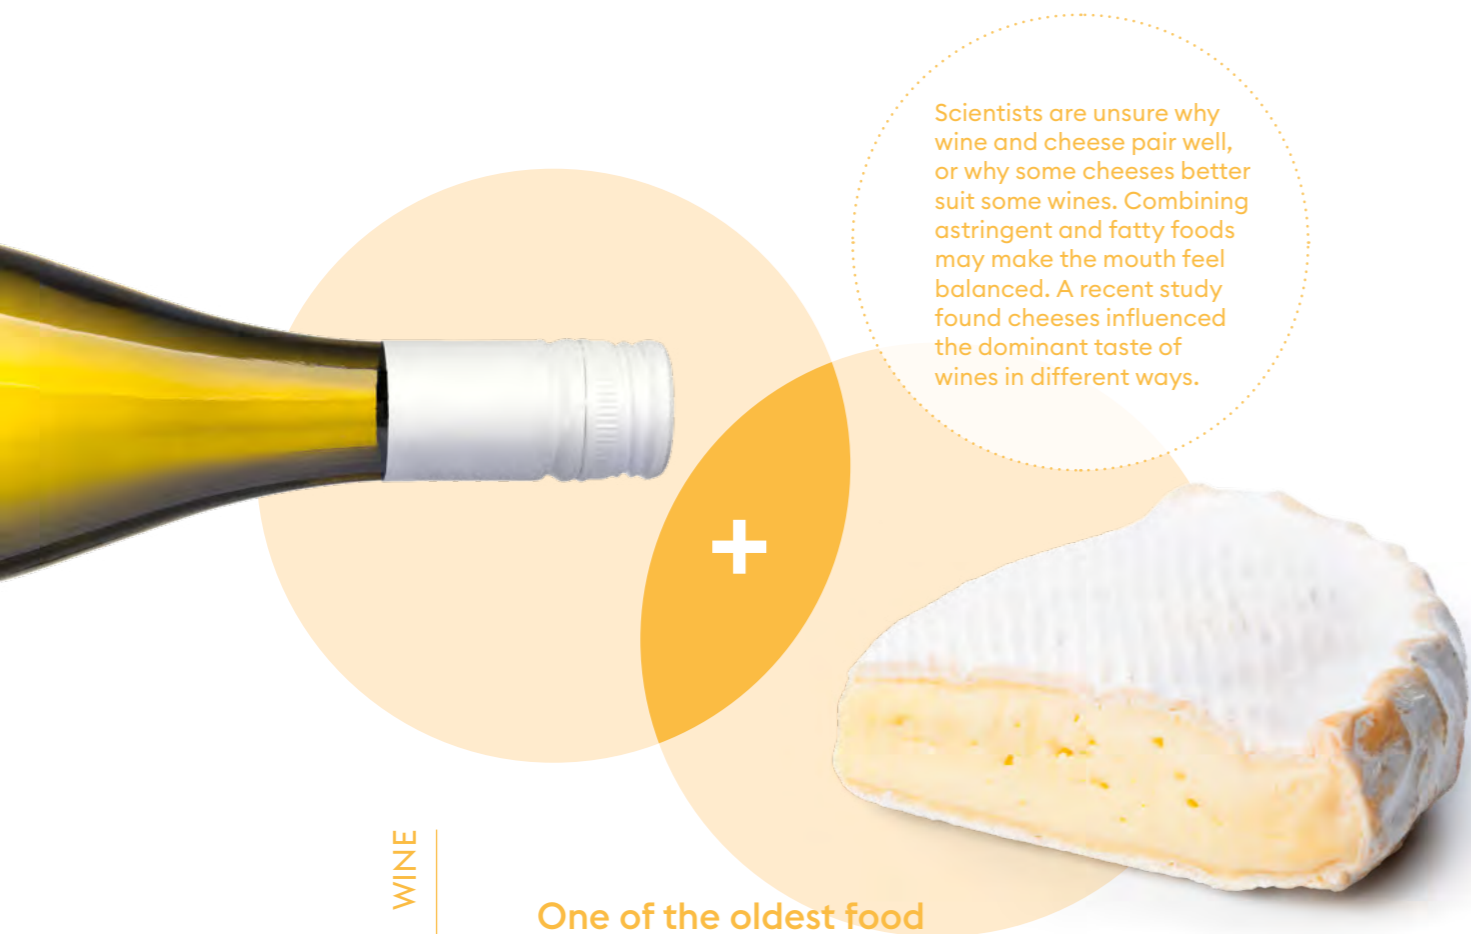 Scientists are unsure why
wine and cheese pair well,
or why some cheeses better
suit some wines. Combining
astringent and fatty foods
may make the mouth feel
balanced. A recent study
found cheeses influenced
the dominant taste of
wines in different ways.
+
WINE
One of the oldest food